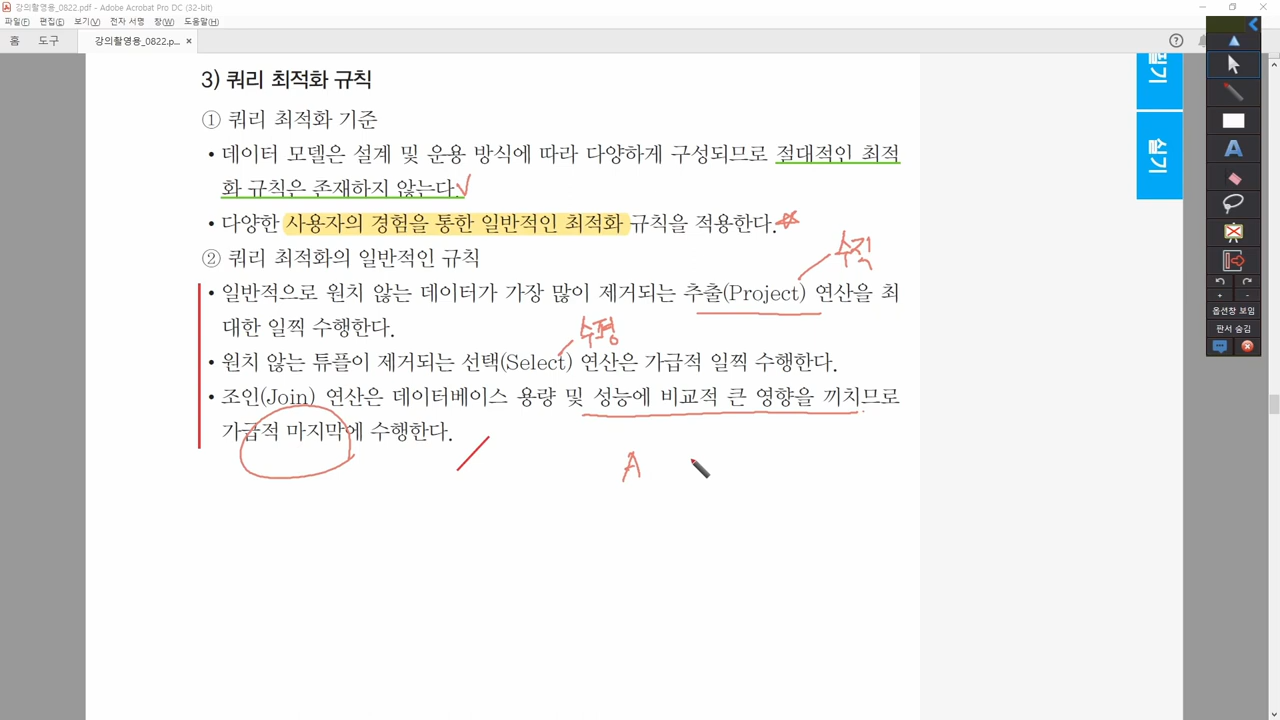 강의촬영용_0822.pdf - Adobe Acrobat Pro DC (32-bit)
파일(F) 편집(E) 보기(V) 전자 서명 창(W) 도움말(H)
홈 도구 강의촬영용_0822.p... ×
필기
실기
3) 쿼리 최적화 규칙
① 쿼리 최적화 기준
• 데이터 모델은 설계 및 운용 방식에 따라 다양하게 구성되므로 절대적인 최적
화 규칙은 존재하지 않는다.
• 다양한 사용자의 경험을 통한 일반적인 최적화 규칙을 적용한다.
수직
② 쿼리 최적화의 일반적인 규칙
• 일반적으로 원치 않는 데이터가 가장 많이 제거되는 추출(Project) 연산을 최
대한 일찍 수행한다.
수평
• 원치 않는 튜플이 제거되는 선택(Select) 연산은 가급적 일찍 수행한다.
• 조인(Join) 연산은 데이터베이스 용량 및 성능에 비교적 큰 영향을 끼치므로
가급적 마지막에 수행한다.
A
옵션창 보임
판서 숨김